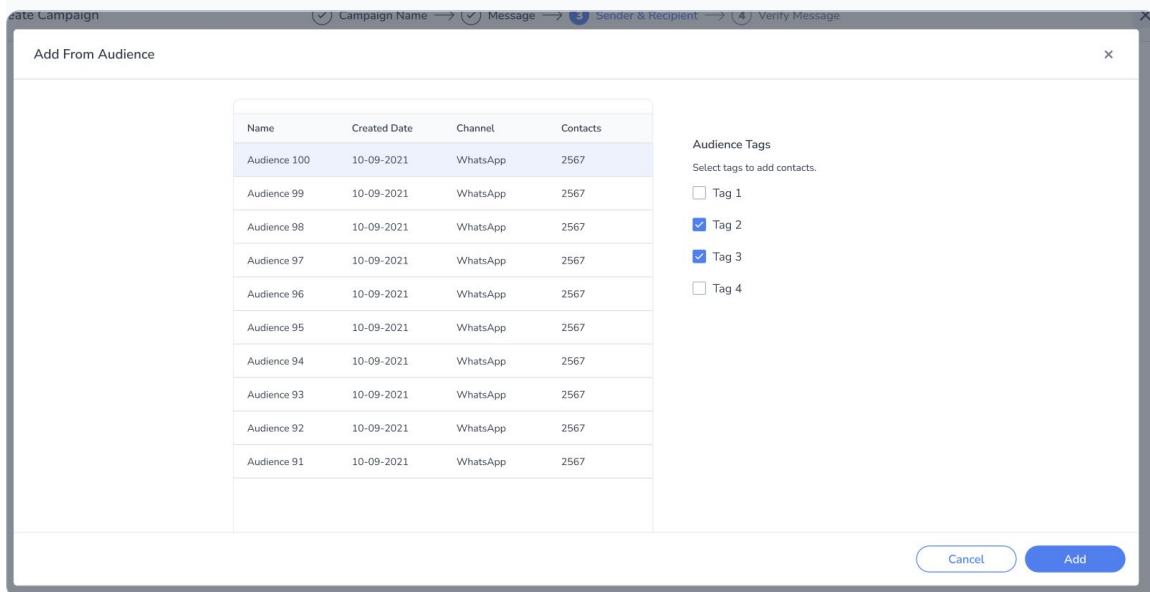 eate Campaign Campaign Name Message 3 Sender & Recipient 4 Verify Message
Add From Audience
Name Created Date Channel Contacts
Audience 100 10-09-2021 WhatsApp 2567
Audience 99 10-09-2021 WhatsApp 2567
Audience 98 10-09-2021 WhatsApp 2567
Audience 97 10-09-2021 WhatsApp 2567
Audience 96 10-09-2021 WhatsApp 2567
Audience 95 10-09-2021 WhatsApp 2567
Audience 94 10-09-2021 WhatsApp 2567
Audience 93 10-09-2021 WhatsApp 2567
Audience 92 10-09-2021 WhatsApp 2567
Audience 91 10-09-2021 WhatsApp 2567
Audience Tags
Select tags to add contacts.
Tag 1
Tag 2
Tag 3
Tag 4
Cancel Add